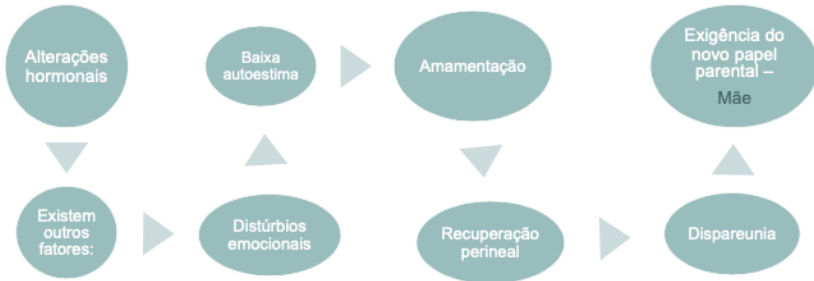 Alterações
hormonais
Existem
outros
fatores:
Distúrbios
emocionais
Baixa
autoestima
Amamentação
Recuperação
perineal
Dispareunia
Exigência do
novo papel
parental –
Mãe